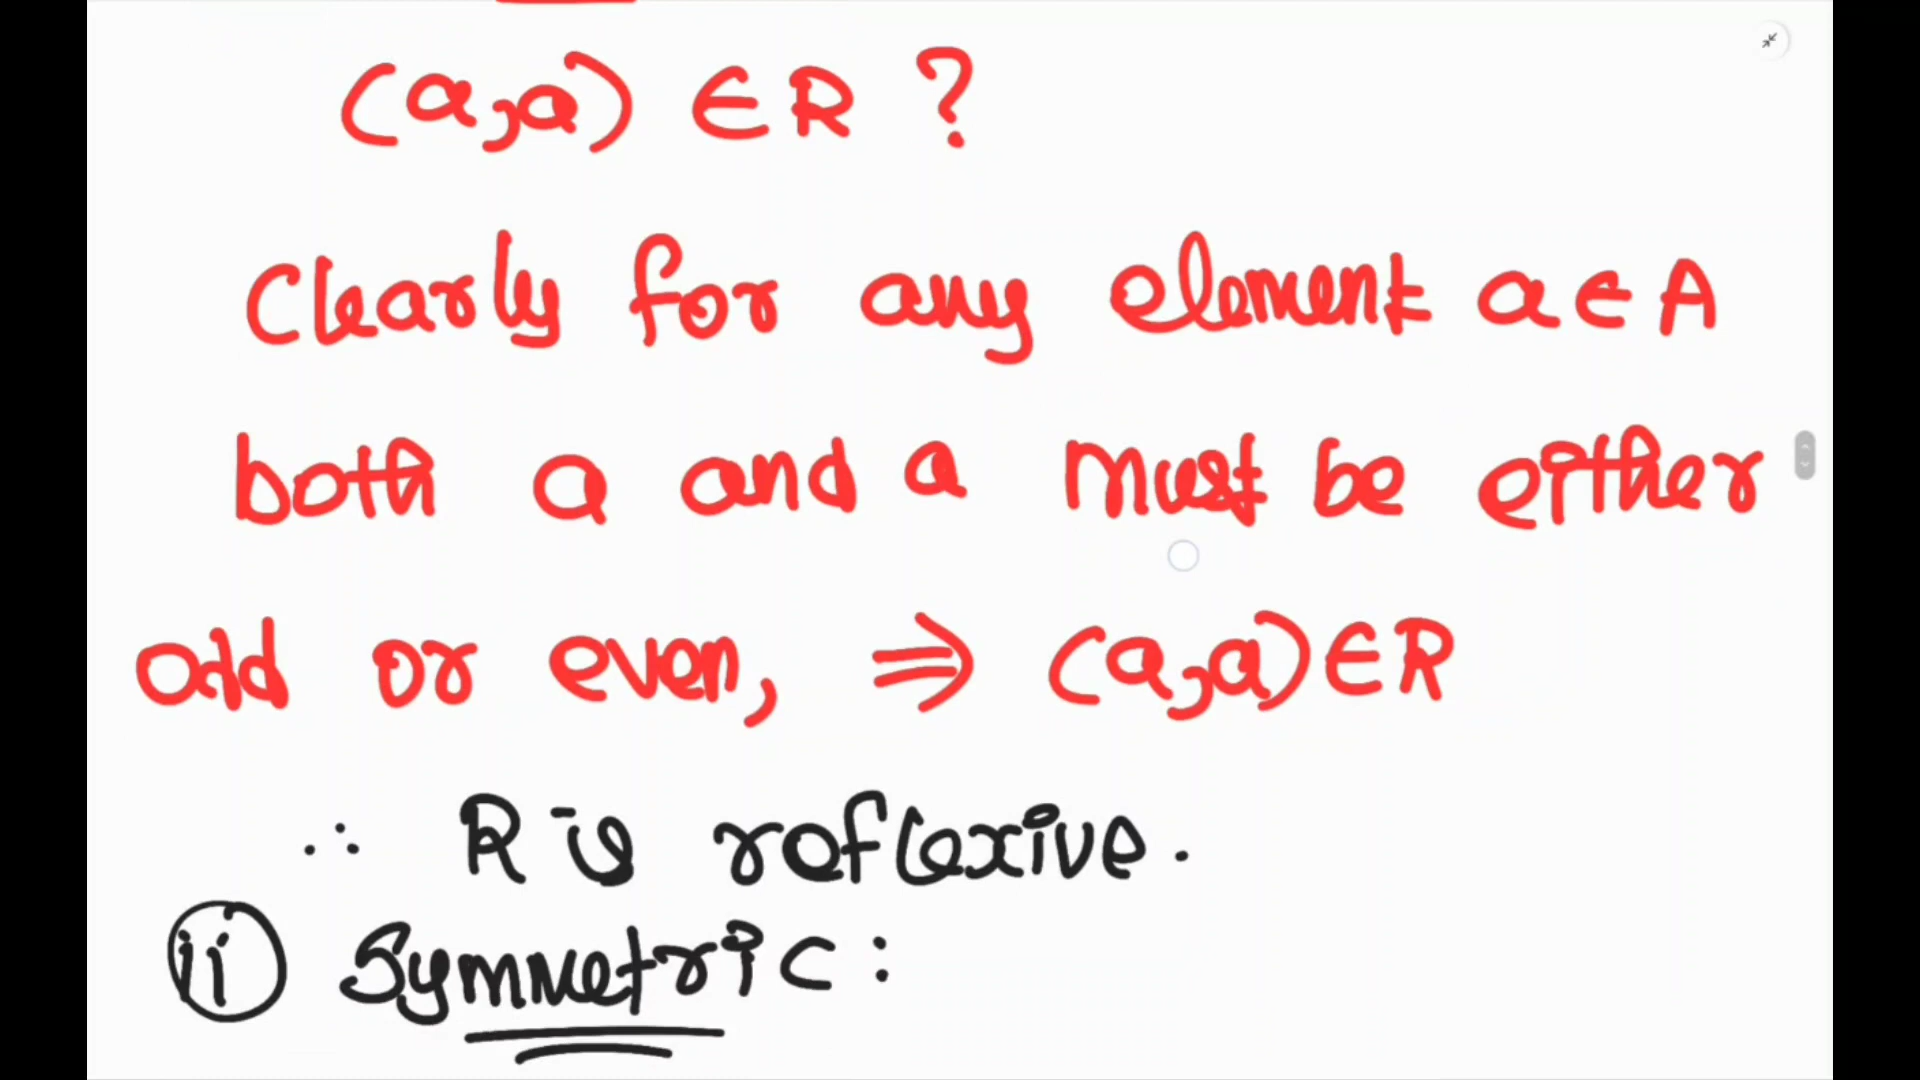 (a,a) ∈ R ?
Clearly for any element a ∈ A
both a and a must be either
odd or even, ⇒ (a,a) ∈ R
∴ R is reflexive.
ii Symmetric :